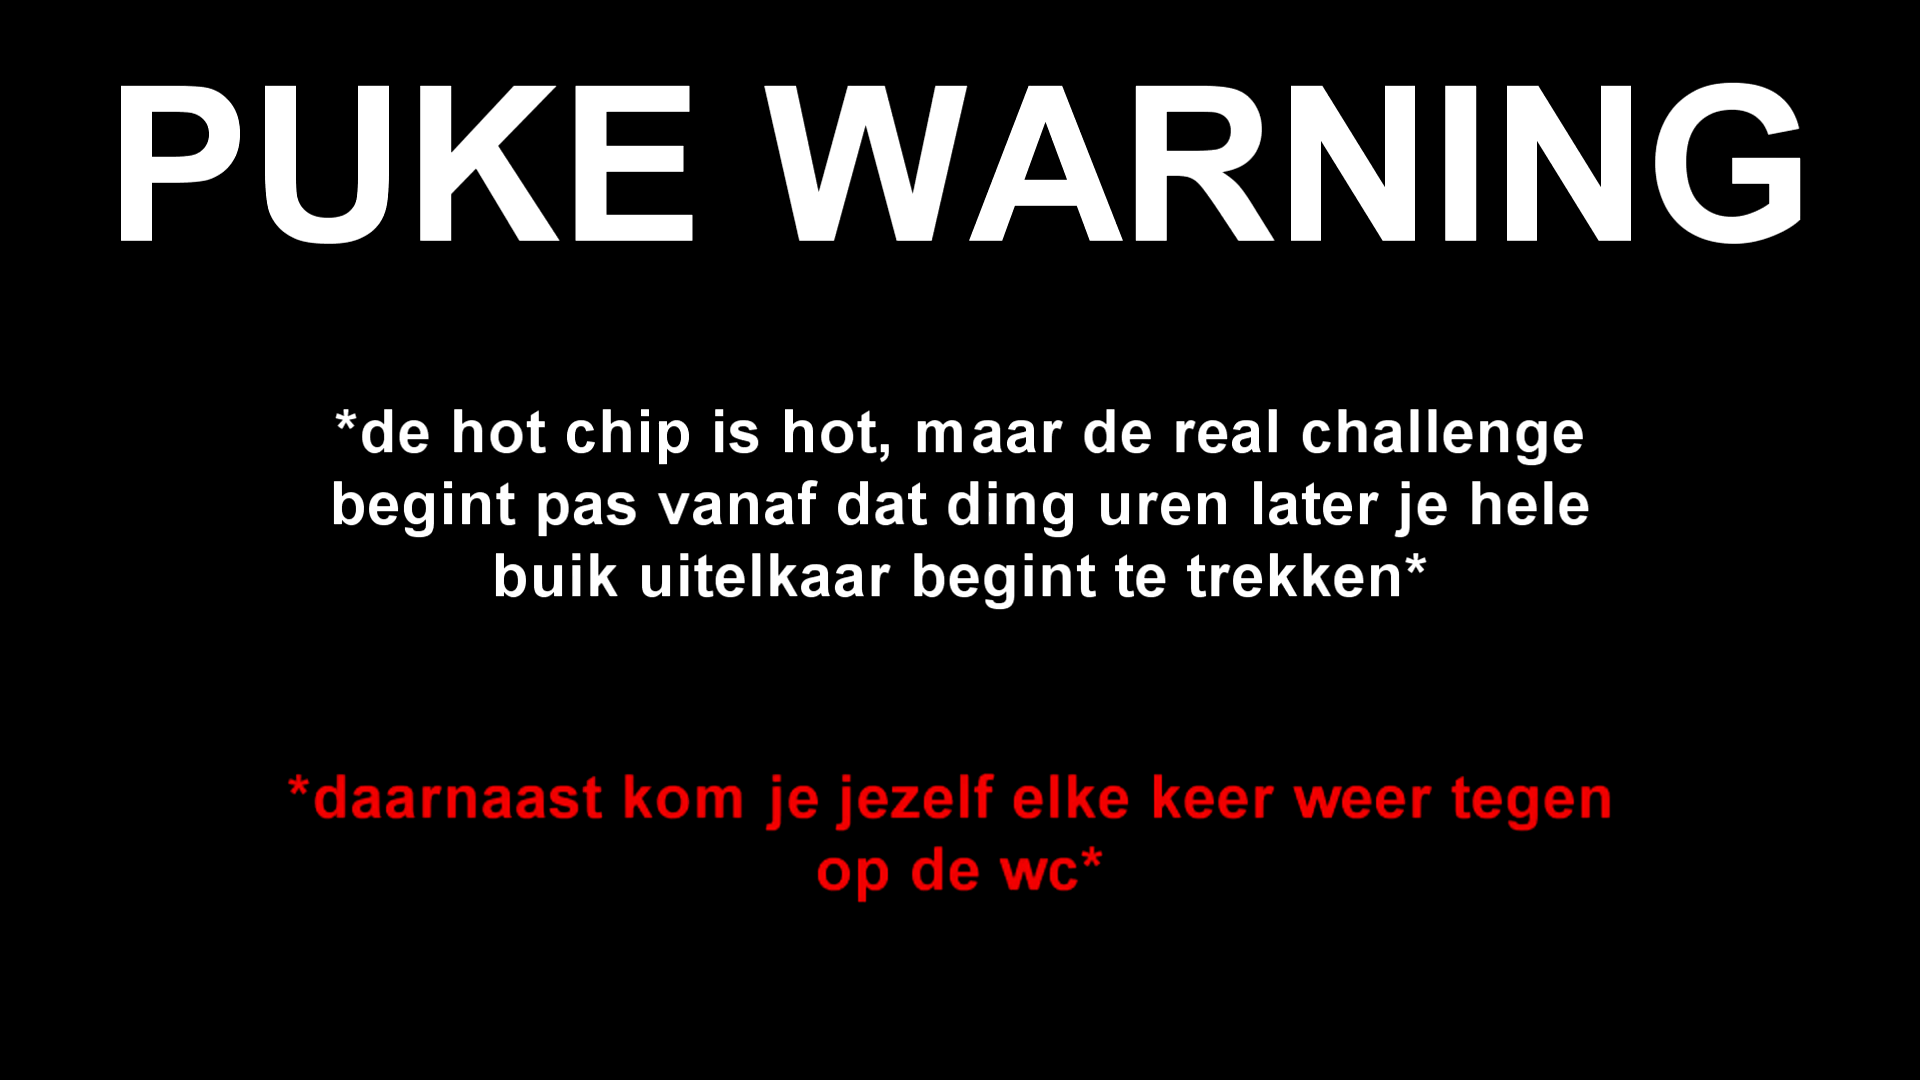 PUKE WARNING
*de hot chip is hot, maar de real challenge
begint pas vanaf dat ding uren later je hele
buik uitelkaar begint te trekken*
*daarnaast kom je jezelf elke keer weer tegen
op de wc*